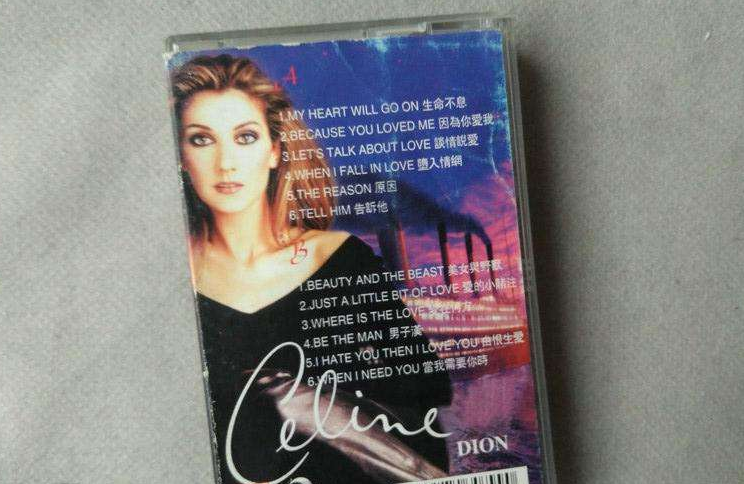 A
1.MY HEART WILL GO ON 生命不息
2.BECAUSE YOU LOVED ME 因為你愛我
3.LET'S TALK ABOUT LOVE 談情說愛
4.WHEN I FALL IN LOVE 墮入情網
5.THE REASON 原因
6.TELL HIM 告訴他
B
1.BEAUTY AND THE BEAST 美女與野獸
2.JUST A LITTLE BIT OF LOVE 愛的小賭注
3.WHERE IS THE LOVE
4.BE THE MAN 男子漢
5.I HATE YOU THEN I LOVE YOU 由恨生愛
6.WHEN I NEED YOU 當我需要你時
Celine
DION